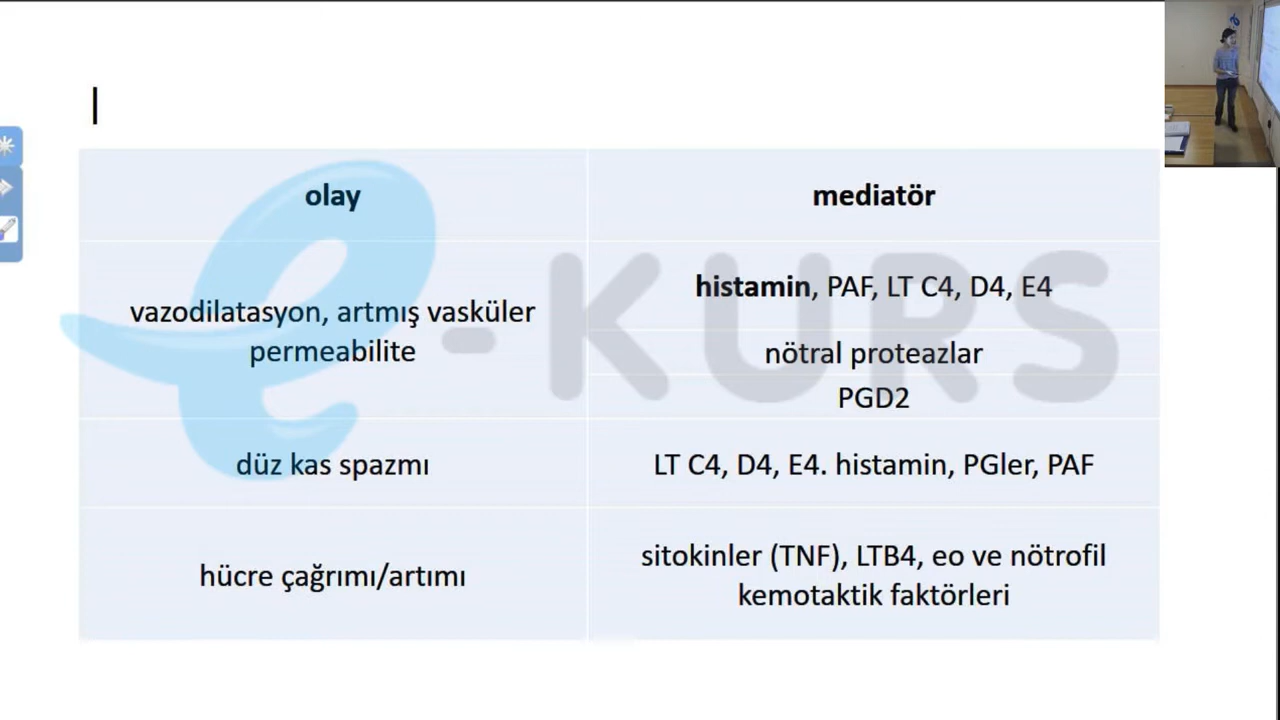 olay
mediatör
vazodilatasyon, artmış vasküler
permeabilite
histamin, PAF, LT C4, D4, E4
nötral proteazlar
PGD2
düz kas spazmı
LT C4, D4, E4. histamin, PGler, PAF
hücre çağrımı/artımı
sitokinler (TNF), LTB4, eo ve nötrofil
kemotaktik faktörleri
e-KURS